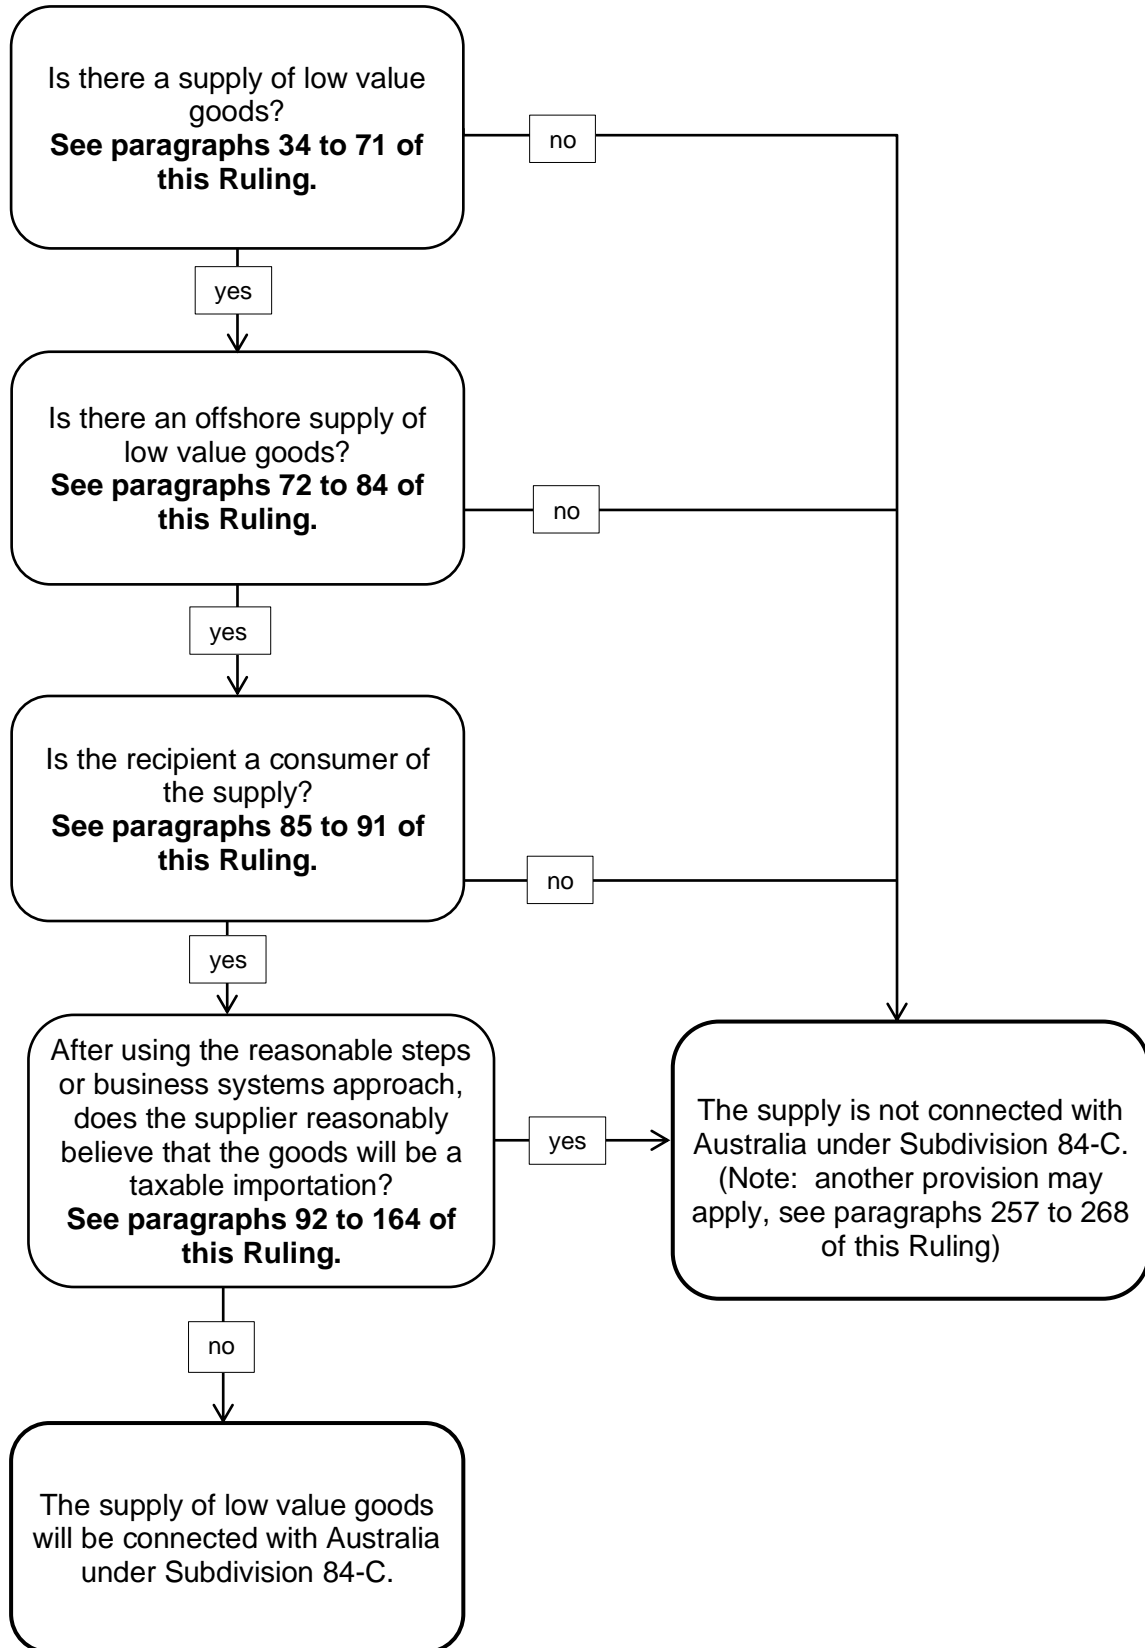 Is there a supply of low value
goods?
See paragraphs 34 to 71 of
this Ruling.
no
yes
Is there an offshore supply of
low value goods?
See paragraphs 72 to 84 of
this Ruling.
no
yes
Is the recipient a consumer of
the supply?
See paragraphs 85 to 91 of
this Ruling.
no
yes
After using the reasonable steps
or business systems approach,
does the supplier reasonably
believe that the goods will be a
taxable importation?
See paragraphs 92 to 164 of
this Ruling.
yes
The supply is not connected with
Australia under Subdivision 84-C.
(Note: another provision may
apply, see paragraphs 257 to 268
of this Ruling)
no
The supply of low value goods
will be connected with Australia
under Subdivision 84-C.